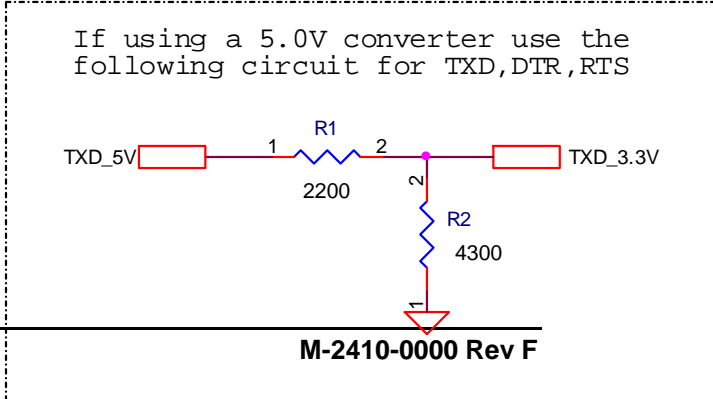 If using a 5.0V converter use the
following circuit for TXD,DTR,RTS
R1
TXD_5V 1 2 TXD_3.3V
2200
2
R2
4300
1
M-2410-0000 Rev F